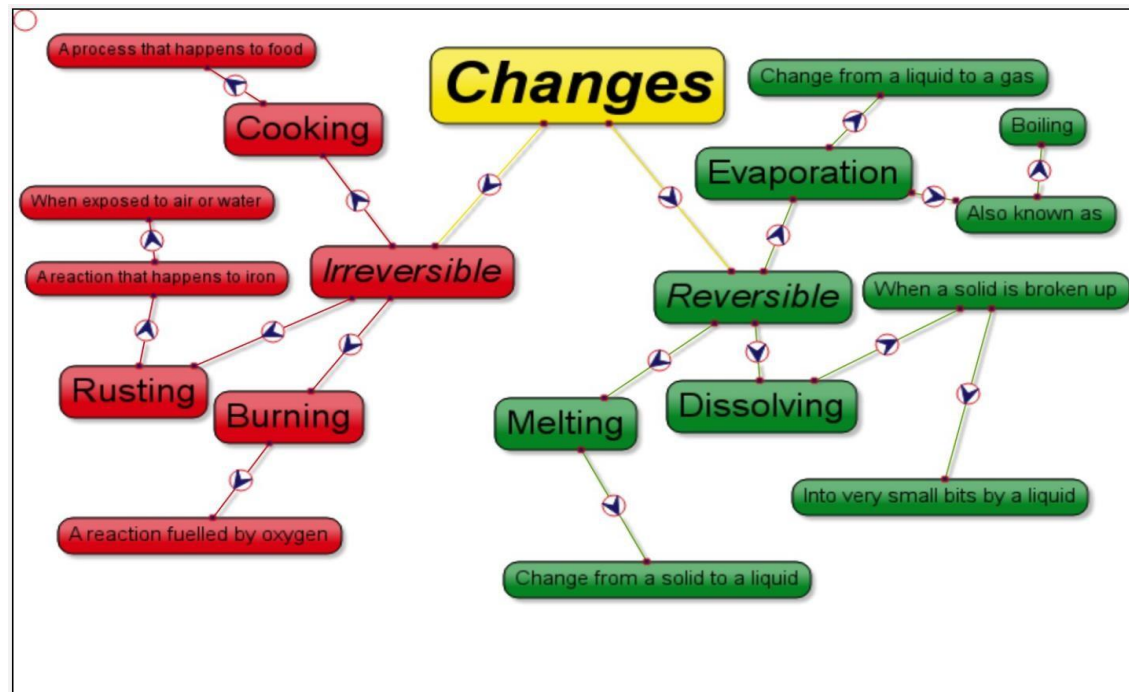 Changes
Irreversible
Cooking
A process that happens to food
Rusting
A reaction that happens to iron
When exposed to air or water
Burning
A reaction fuelled by oxygen
Reversible
Evaporation
Change from a liquid to a gas
Also known as
Boiling
Dissolving
When a solid is broken up
Into very small bits by a liquid
Melting
Change from a solid to a liquid